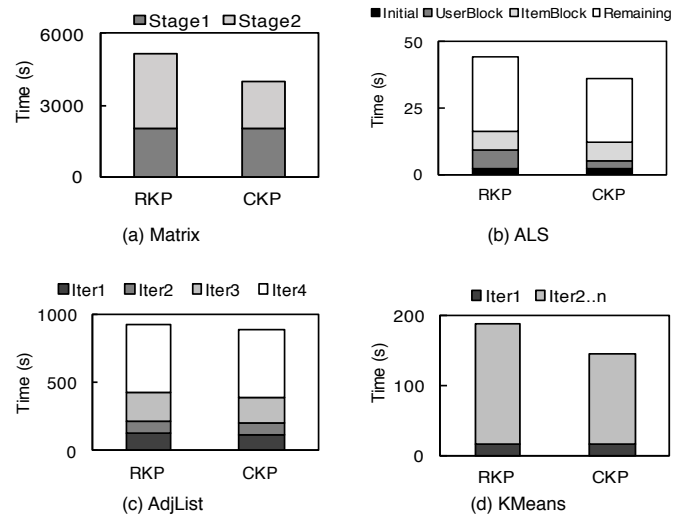 Stage1 Stage2
6000
3000
0
Time (s)
RKP CKP
(a) Matrix
Initial UserBlock ItemBlock Remaining
50
25
0
Time (s)
RKP CKP
(b) ALS
Iter1 Iter2 Iter3 Iter4
1000
500
0
Time (s)
RKP CKP
(c) AdjList
Iter1 Iter2..n
200
100
0
Time (s)
RKP CKP
(d) KMeans